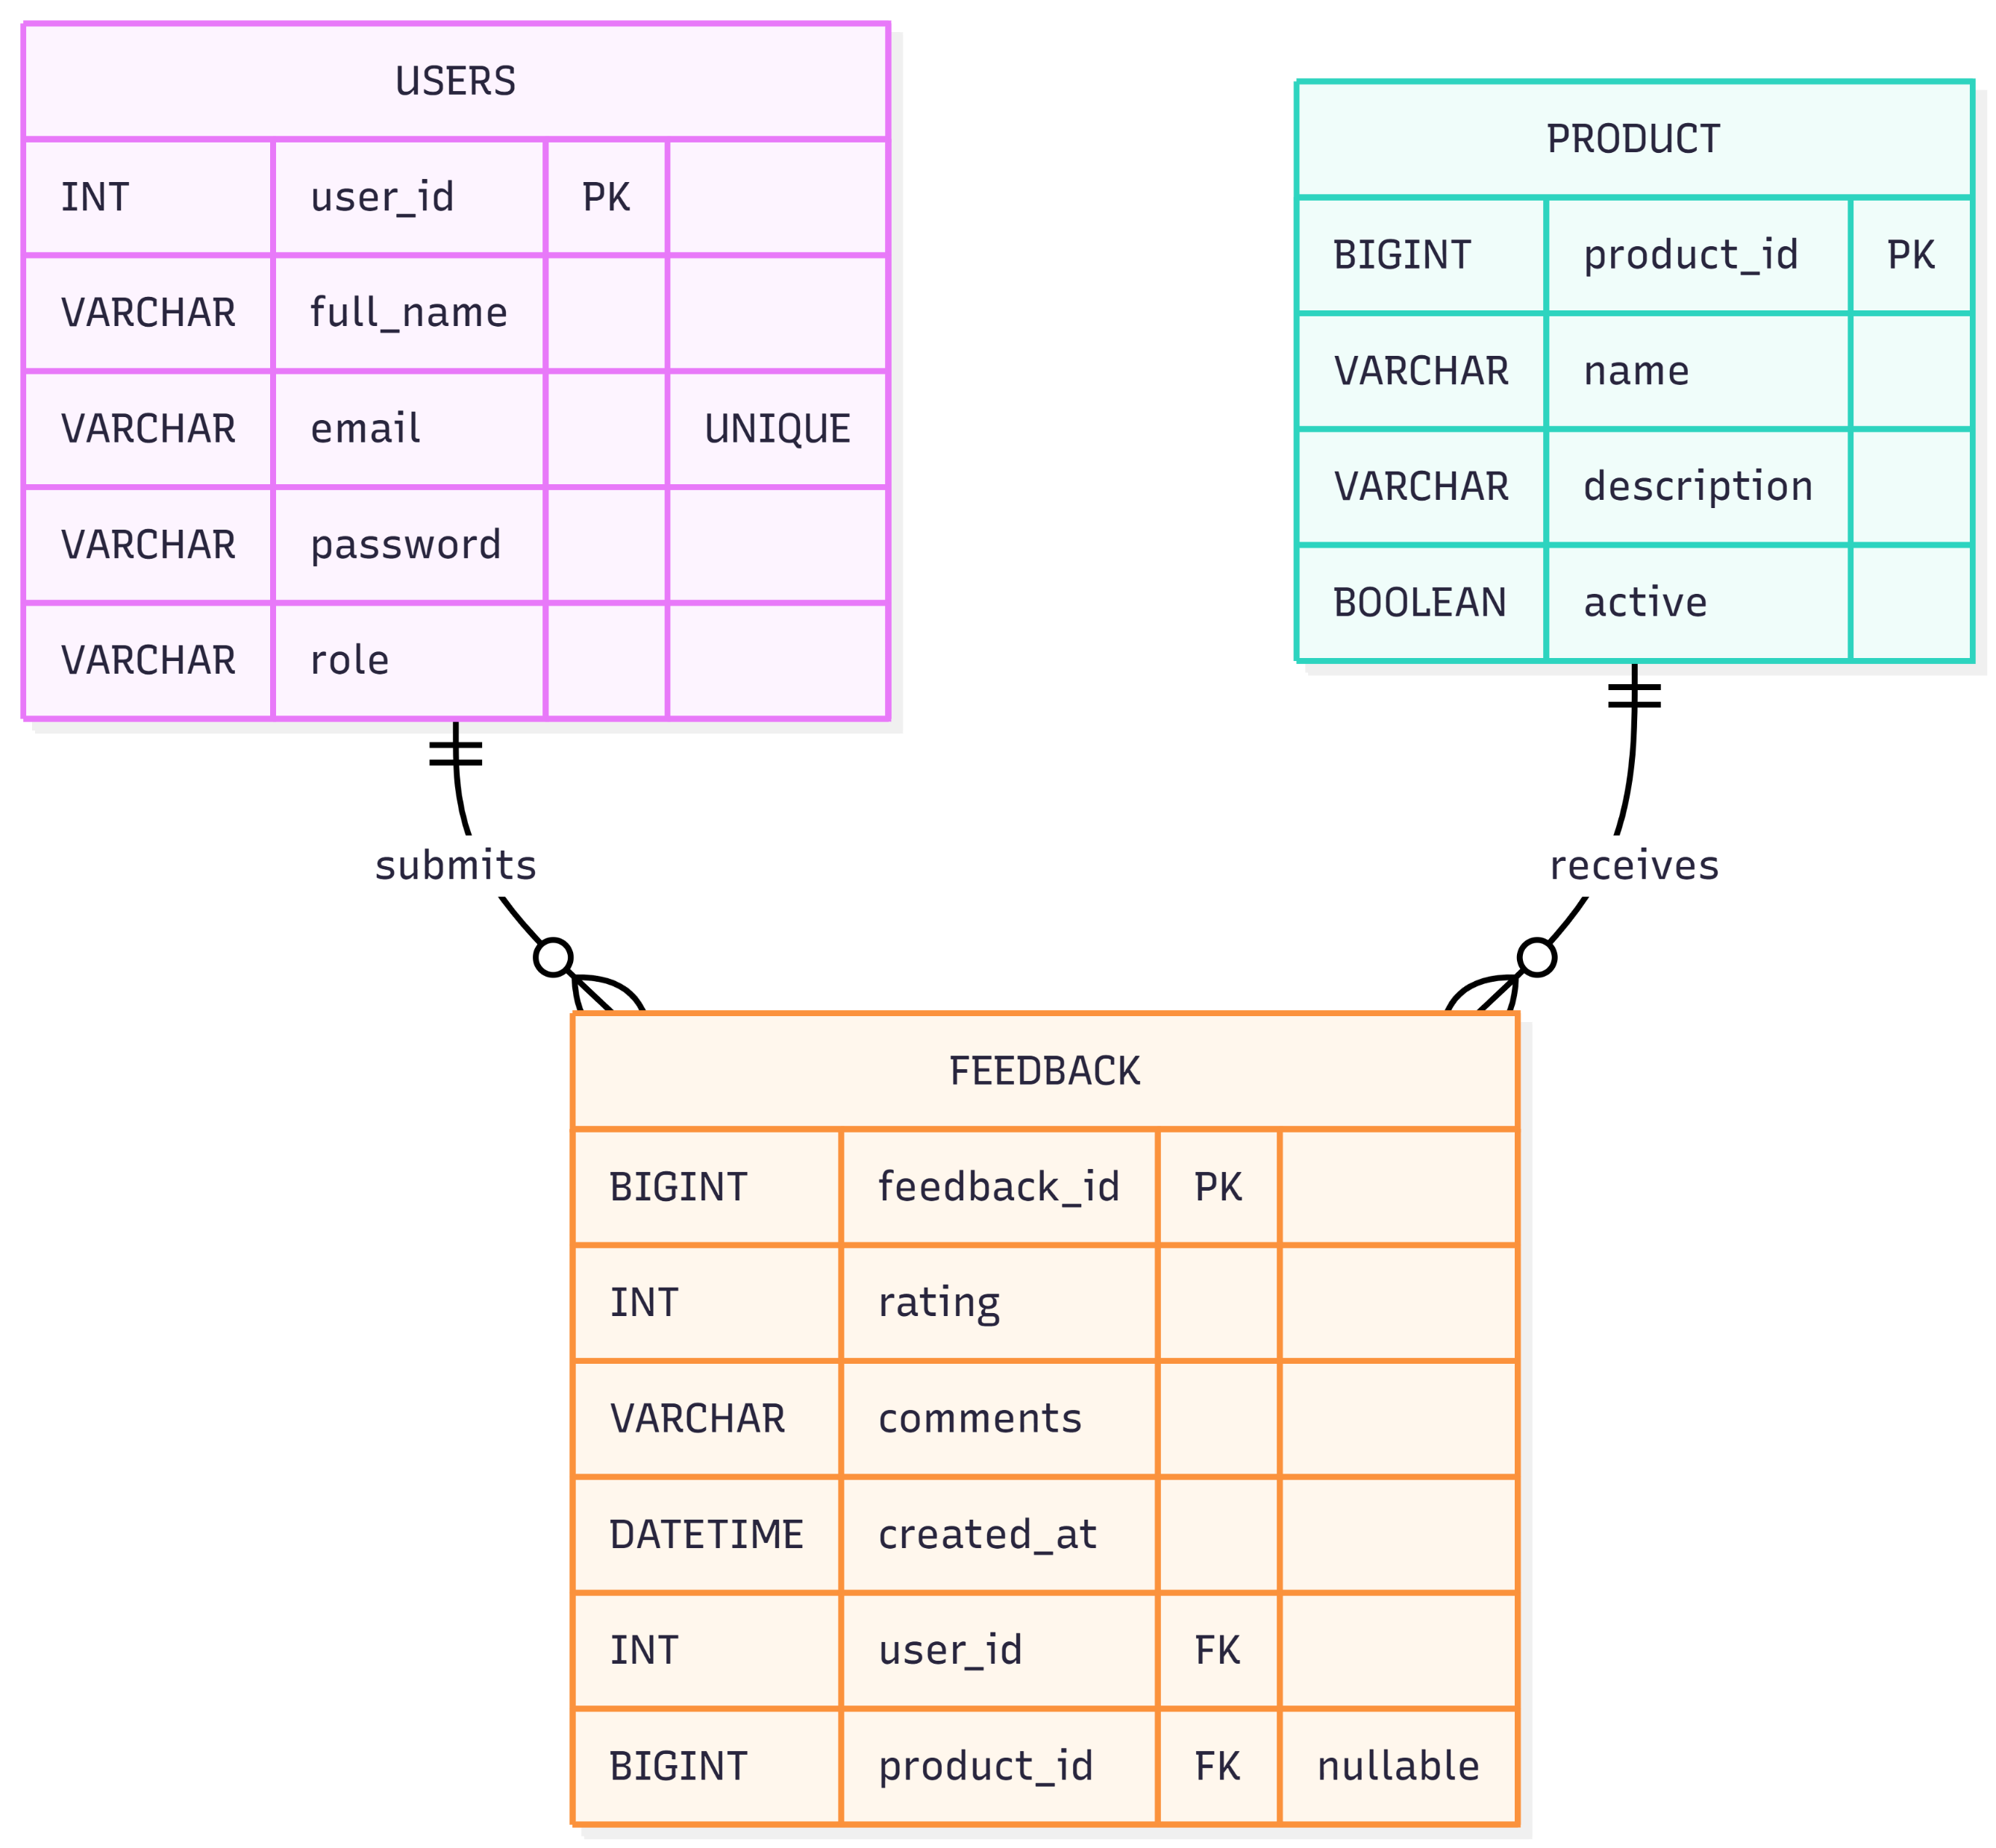 USERS
INT user_id PK
VARCHAR full_name
VARCHAR email UNIQUE
VARCHAR password
VARCHAR role
PRODUCT
BIGINT product_id PK
VARCHAR name
VARCHAR description
BOOLEAN active
submits
receives
FEEDBACK
BIGINT feedback_id PK
INT rating
VARCHAR comments
DATETIME created_at
INT user_id FK
BIGINT product_id FK nullable